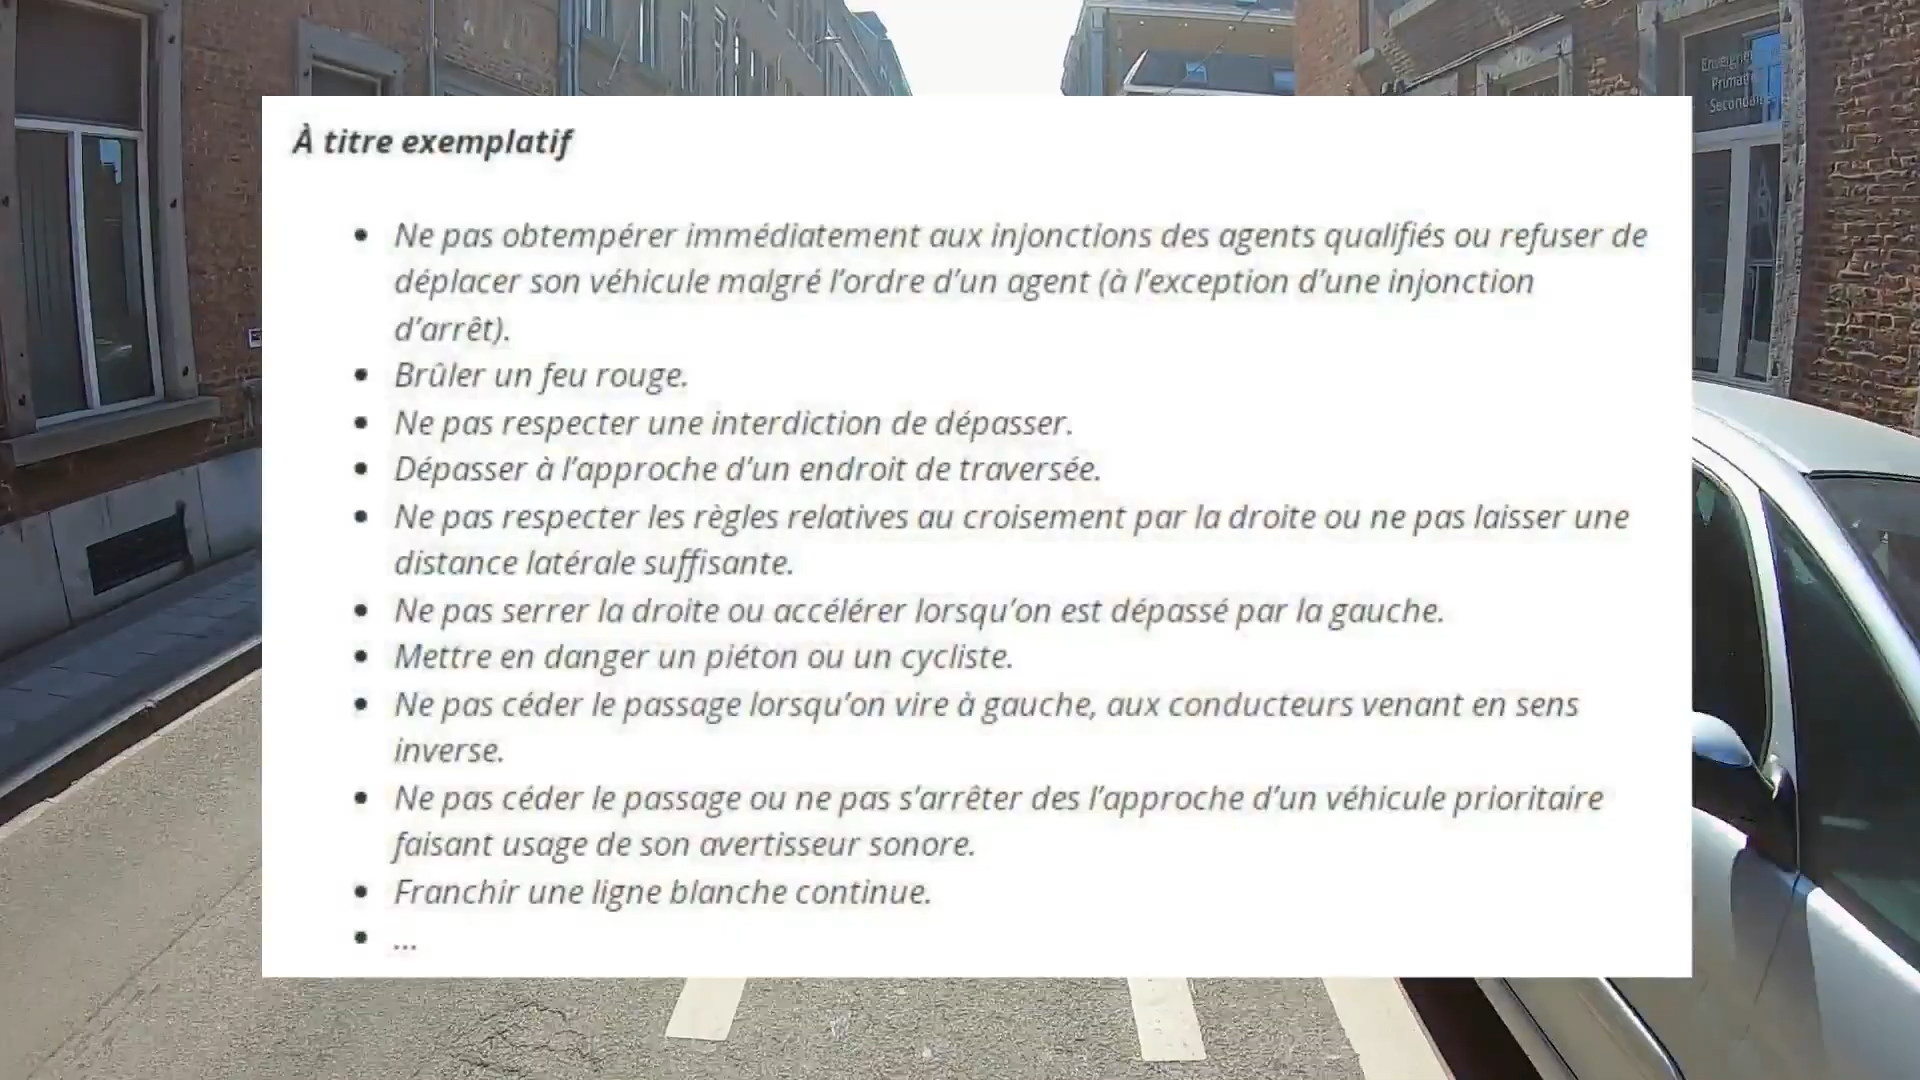 À titre exemplatif
• Ne pas obtempérer immédiatement aux injonctions des agents qualifiés ou refuser de
déplacer son véhicule malgré l’ordre d’un agent (à l’exception d’une injonction
d’arrêt).
• Brûler un feu rouge.
• Ne pas respecter une interdiction de dépasser.
• Dépasser à l’approche d’un endroit de traversée.
• Ne pas respecter les règles relatives au croisement par la droite ou ne pas laisser une
distance latérale suffisante.
• Ne pas serrer la droite ou accélérer lorsqu’on est dépassé par la gauche.
• Mettre en danger un piéton ou un cycliste.
• Ne pas céder le passage lorsqu’on vire à gauche, aux conducteurs venant en sens
inverse.
• Ne pas céder le passage ou ne pas s’arrêter des l’approche d’un véhicule prioritaire
faisant usage de son avertisseur sonore.
• Franchir une ligne blanche continue.
• ...
Secondaire